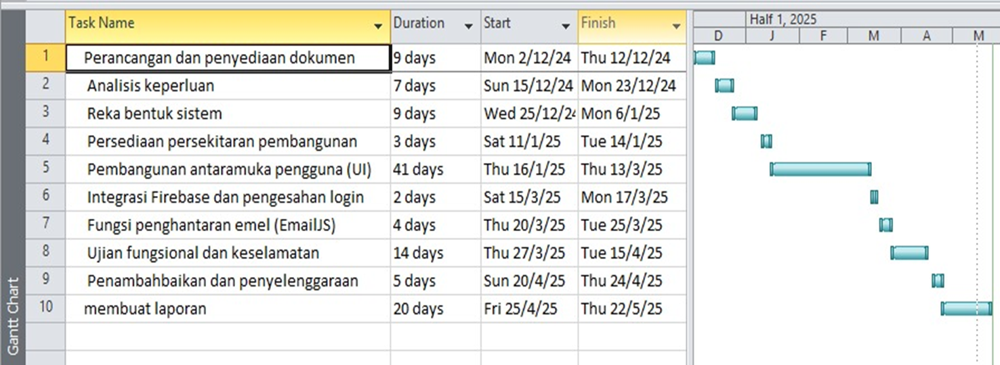 Task Name Duration Start Finish Half 1, 2025
D J F M A M
1 Perancangan dan penyediaan dokumen 9 days Mon 2/12/24 Thu 12/12/24
2 Analisis keperluan 7 days Sun 15/12/24 Mon 23/12/24
3 Reka bentuk sistem 9 days Wed 25/12/24 Mon 6/1/25
4 Persediaan persekitaran pembangunan 3 days Sat 11/1/25 Tue 14/1/25
5 Pembangunan antaramuka pengguna (UI) 41 days Thu 16/1/25 Thu 13/3/25
6 Integrasi Firebase dan pengesahan login 2 days Sat 15/3/25 Mon 17/3/25
7 Fungsi penghantaran emel (EmailJS) 4 days Thu 20/3/25 Tue 25/3/25
8 Ujian fungsional dan keselamatan 14 days Thu 27/3/25 Tue 15/4/25
9 Penambahbaikan dan penyelenggaraan 5 days Sun 20/4/25 Thu 24/4/25
10 membuat laporan 20 days Fri 25/4/25 Thu 22/5/25
Gantt Chart